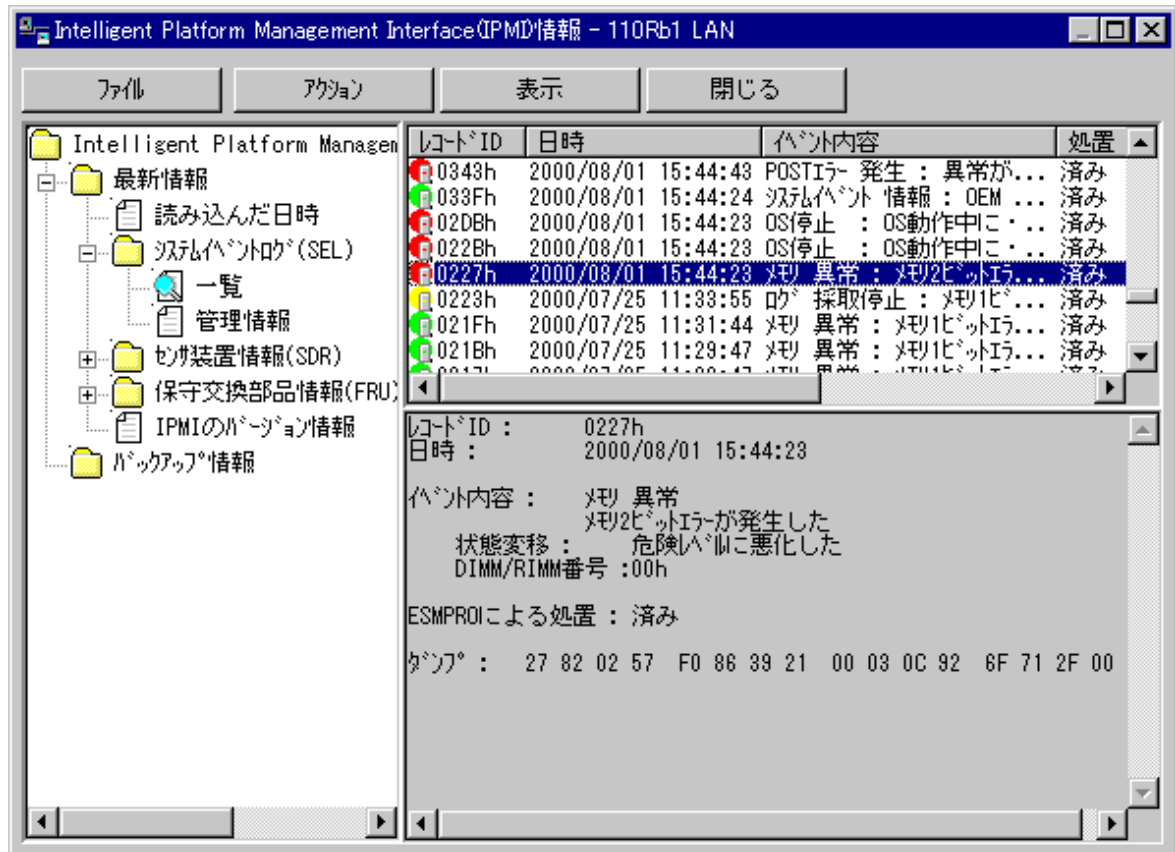 Intelligent Platform Management Interface(IPMI)情報 - 110Rb1 LAN
ﾌｧｲﾙ ｱｸｼｮﾝ 表示 閉じる
Intelligent Platform Managem
最新情報
読み込んだ日時
ｼｽﾃﾑｲﾍﾞﾝﾄﾛｸﾞ(SEL)
一覧
管理情報
ｾﾝｻ装置情報(SDR)
保守交換部品情報(FRU)
IPMIのﾊﾞｰｼﾞｮﾝ情報
ﾊﾞｯｸｱｯﾌﾟ情報
ﾚｺｰﾄﾞID 日時 ｲﾍﾞﾝﾄ内容 処置
0343h 2000/08/01 15:44:43 POSTｴﾗｰ 発生 : 異常が... 済み
033Fh 2000/08/01 15:44:24 ｼｽﾃﾑｲﾍﾞﾝﾄ 情報 : OEM ... 済み
02DBh 2000/08/01 15:44:23 OS停止 : OS動作中に・.. 済み
022Bh 2000/08/01 15:44:23 OS停止 : OS動作中に・.. 済み
0227h 2000/08/01 15:44:23 ﾒﾓﾘ 異常 : ﾒﾓﾘ2ﾋﾞｯﾄｴﾗ... 済み
0223h 2000/07/25 11:33:55 ﾛｸﾞ 採取停止 : ﾒﾓﾘ1ﾋﾞ... 済み
021Fh 2000/07/25 11:31:44 ﾒﾓﾘ 異常 : ﾒﾓﾘ1ﾋﾞｯﾄｴﾗ... 済み
021Bh 2000/07/25 11:29:47 ﾒﾓﾘ 異常 : ﾒﾓﾘ1ﾋﾞｯﾄｴﾗ... 済み
ﾚｺｰﾄﾞID : 0227h
日時 : 2000/08/01 15:44:23
ｲﾍﾞﾝﾄ内容 : ﾒﾓﾘ 異常
ﾒﾓﾘ2ﾋﾞｯﾄｴﾗｰが発生した
状態変移 : 危険ﾚﾍﾞﾙに悪化した
DIMM/RIMM番号 :00h
ESMPROによる処置 : 済み
ﾀﾞﾝﾌﾟ : 27 82 02 57 F0 86 39 21 00 03 0C 92 6F 71 2F 00